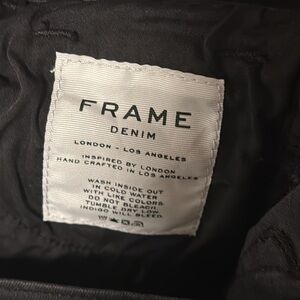 FRAME
DENIM
LONDON - LOS ANGELES
INSPIRED BY LONDON
HAND CRAFTED IN LOS ANGELES
WASH INSIDE OUT
IN COLD WATER
WITH LIKE COLORS.
DO NOT BLEACH.
TUMBLE DRY LOW.
INDIGO WILL BLEED.